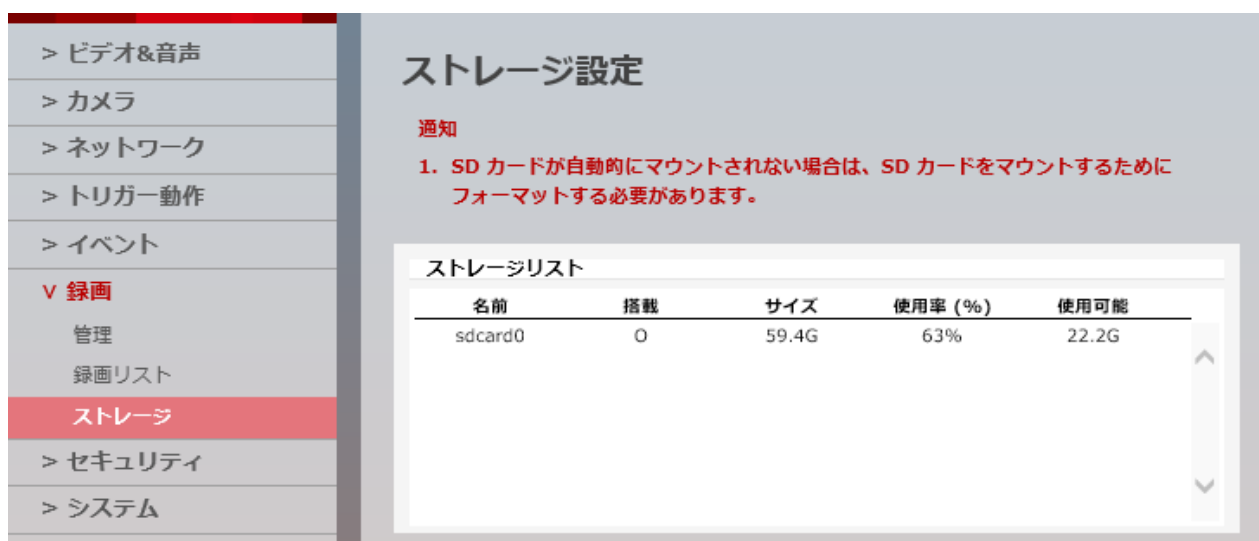 > ビデオ&音声
> カメラ
> ネットワーク
> トリガー動作
> イベント
v 録画
管理
録画リスト
ストレージ
> セキュリティ
> システム
ストレージ設定
通知
1. SD カードが自動的にマウントされない場合は、SD カードをマウントするために
フォーマットする必要があります。
ストレージリスト
名前 搭載 サイズ 使用率 (%) 使用可能
sdcard0 O 59.4G 63% 22.2G